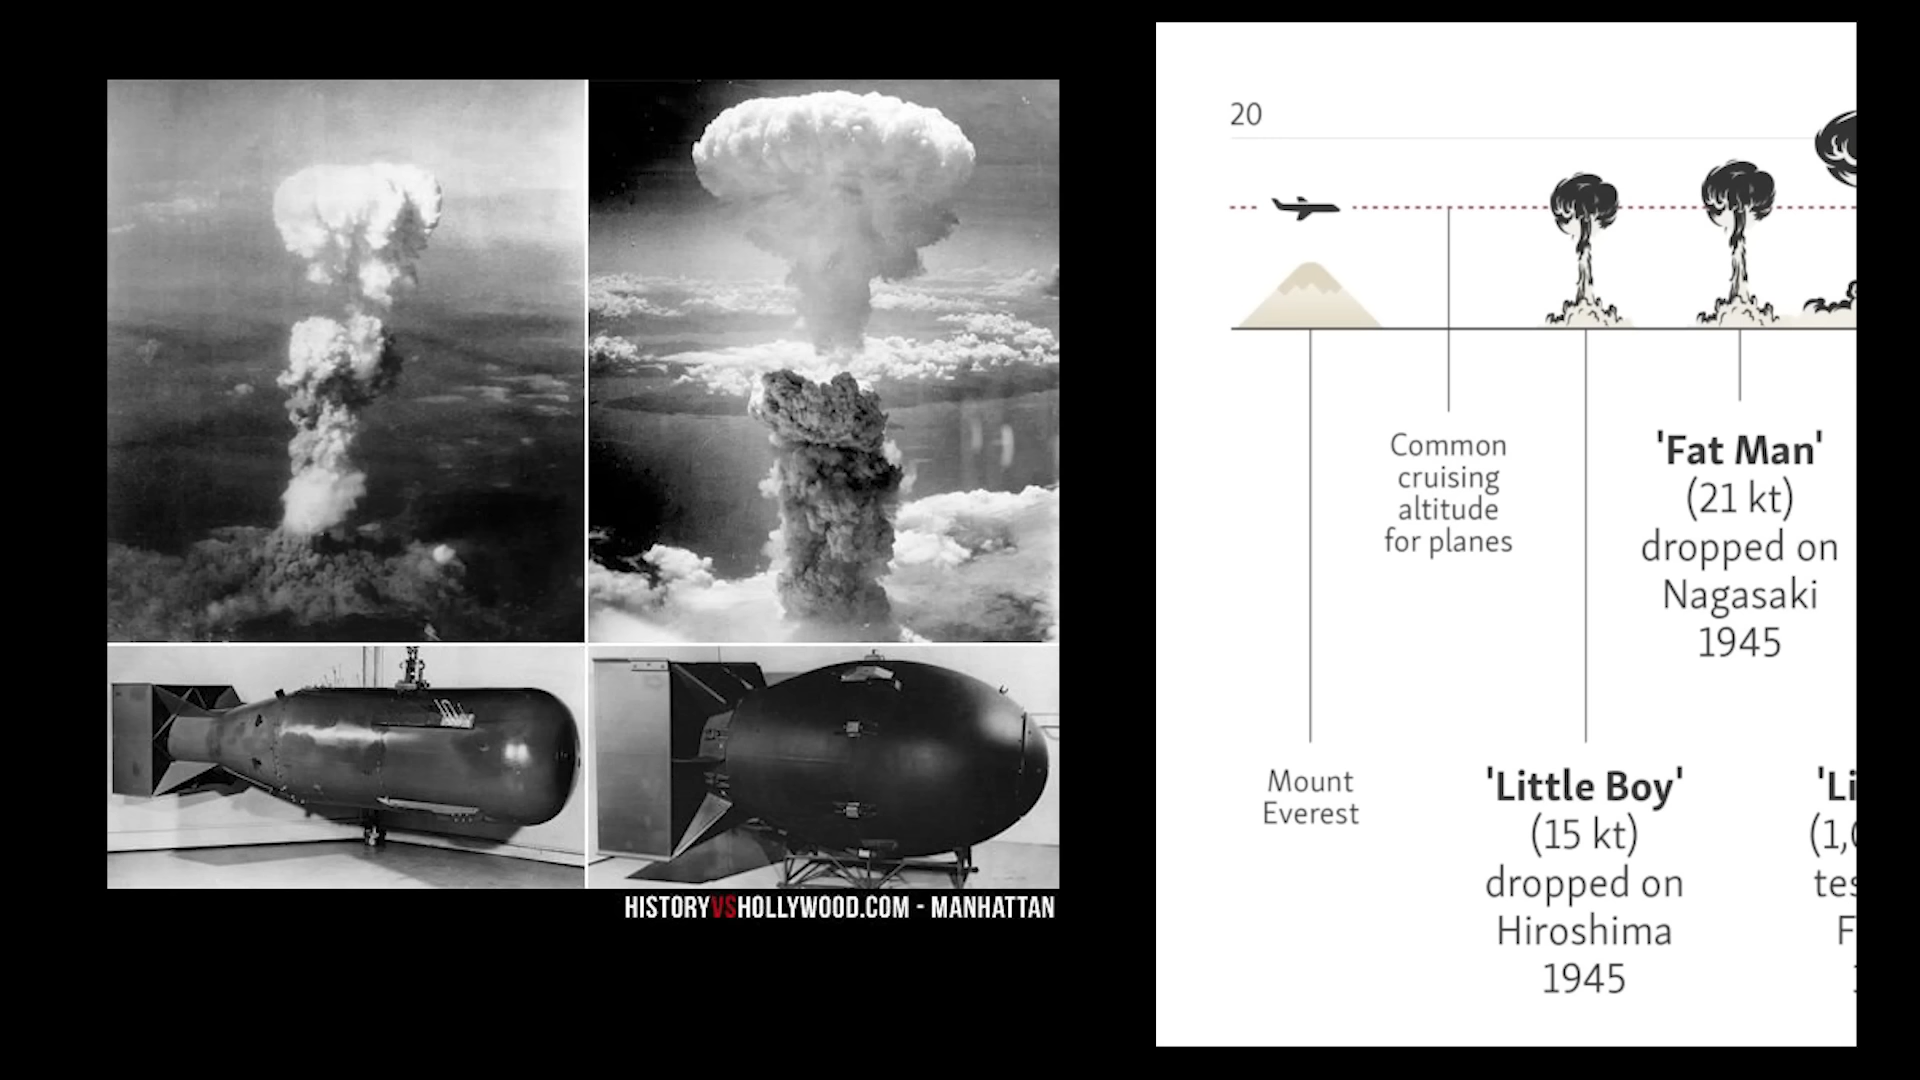 HISTORYVSHOLLYWOOD.COM - MANHATTAN
20
Common
cruising
altitude
for planes
'Fat Man'
(21 kt)
dropped on
Nagasaki
1945
Mount
Everest
'Little Boy'
(15 kt)
dropped on
Hiroshima
1945